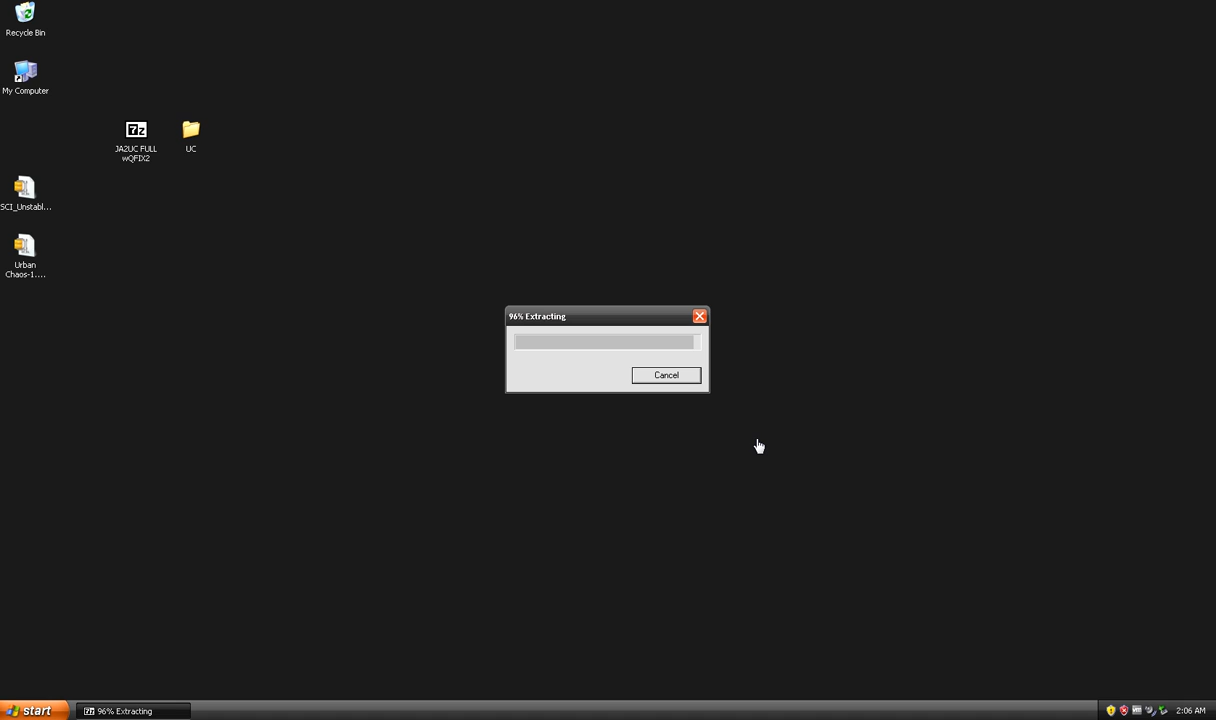 Recycle Bin
My Computer
JA2UC FULL
wQFIX2
UC
SCI_Unstabl...
Urban
Chaos-1....
96% Extracting
Cancel
start
96% Extracting
2:06 AM